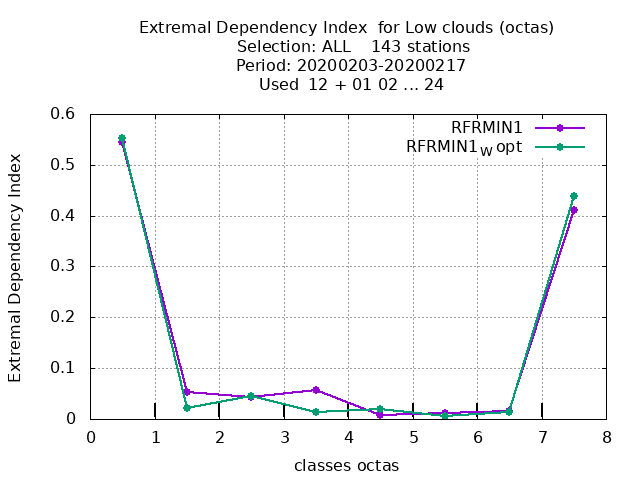 Extremal Dependency Index  for Low clouds (octas)
Selection: ALL    143 stations
Period: 20200203-20200217
Used  12 + 01 02 ... 24
RFRMIN1
RFRMIN1W opt
Extremal Dependency Index
0.6
0.5
0.4
0.3
0.2
0.1
0
0 1 2 3 4 5 6 7 8
classes octas